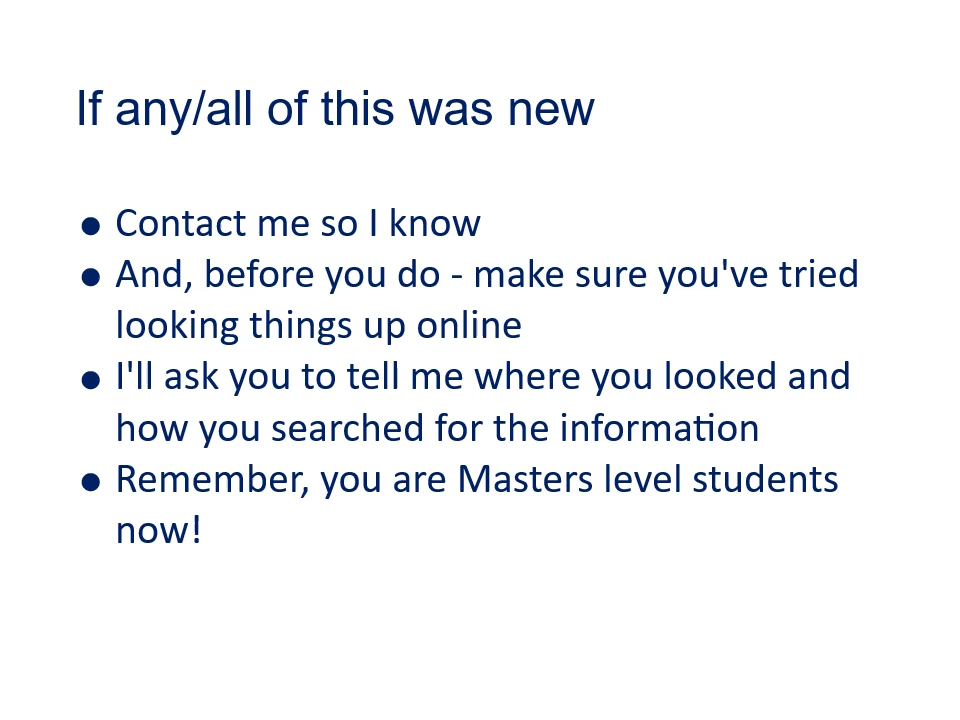 If any/all of this was new
● Contact me so I know
● And, before you do - make sure you've tried
looking things up online
● I'll ask you to tell me where you looked and
how you searched for the information
● Remember, you are Masters level students
now!